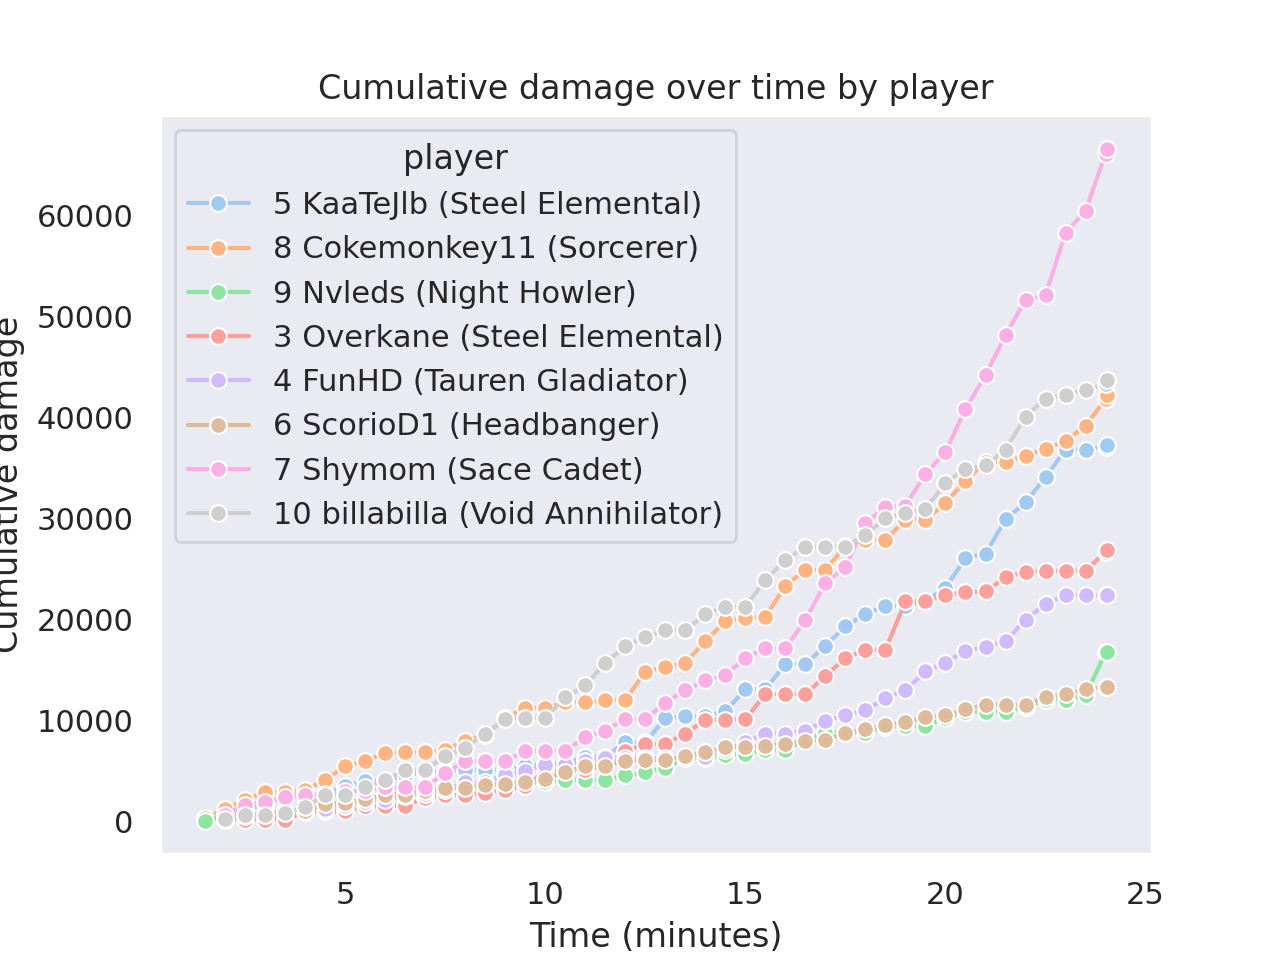 Cumulative damage over time by player
player
5 KaaTeJlb (Steel Elemental)
8 Cokemonkey11 (Sorcerer)
9 Nvleds (Night Howler)
3 Overkane (Steel Elemental)
4 FunHD (Tauren Gladiator)
6 ScorioD1 (Headbanger)
7 Shymom (Sace Cadet)
10 billabilla (Void Annihilator)
Cumulative damage
60000
50000
40000
30000
20000
10000
0
5 10 15 20 25
Time (minutes)